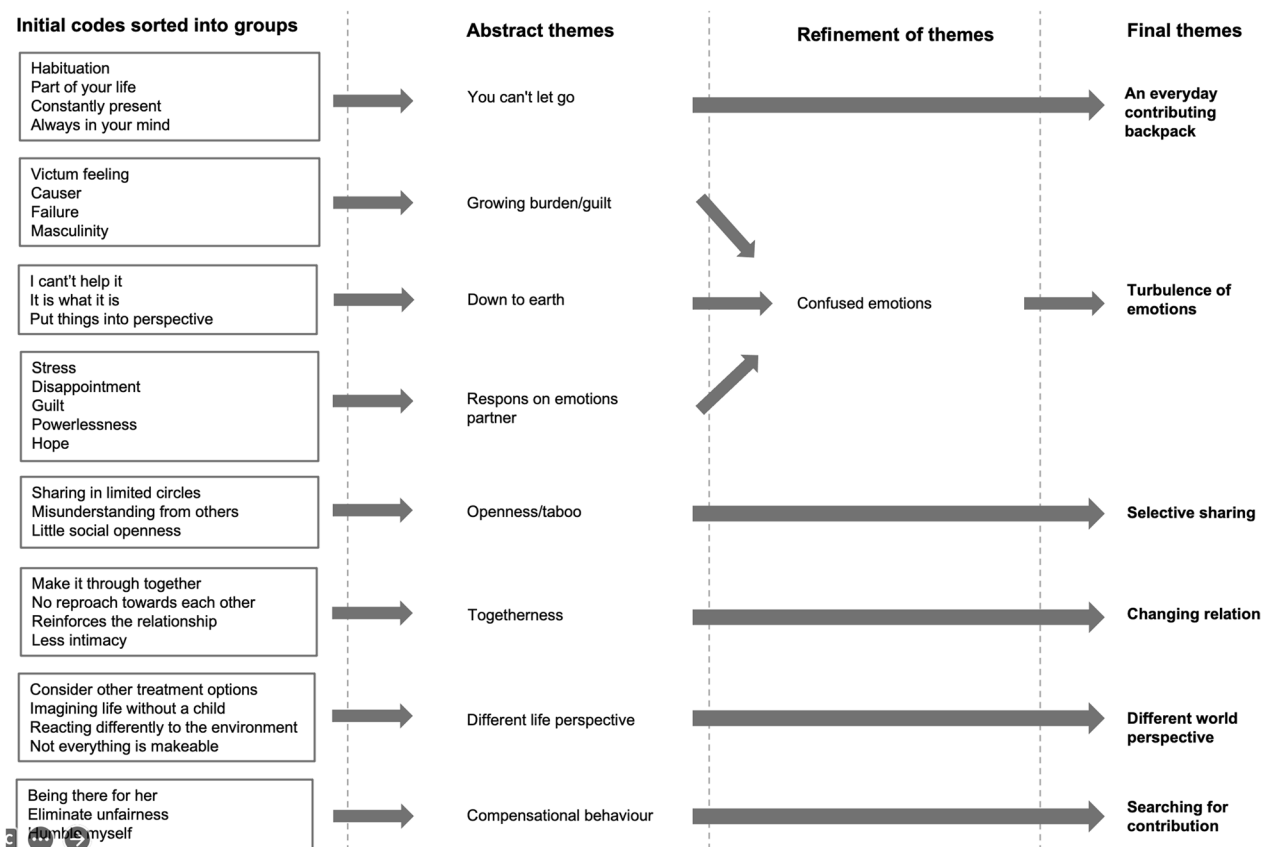 Initial codes sorted into groups
Abstract themes
Refinement of themes
Final themes
Habituation
Part of your life
Constantly present
Always in your mind
You can't let go
An everyday
contributing
backpack
Victum feeling
Causer
Failure
Masculinity
Growing burden/guilt
I cant't help it
It is what it is
Put things into perspective
Down to earth
Confused emotions
Turbulence of
emotions
Stress
Disappointment
Guilt
Powerlessness
Hope
Respons on emotions
partner
Sharing in limited circles
Misunderstanding from others
Little social openness
Openness/taboo
Selective sharing
Make it through together
No reproach towards each other
Reinforces the relationship
Less intimacy
Togetherness
Changing relation
Consider other treatment options
Imagining life without a child
Reacting differently to the environment
Not everything is makeable
Different life perspective
Different world
perspective
Being there for her
Eliminate unfairness
Humble myself
Compensational behaviour
Searching for
contribution